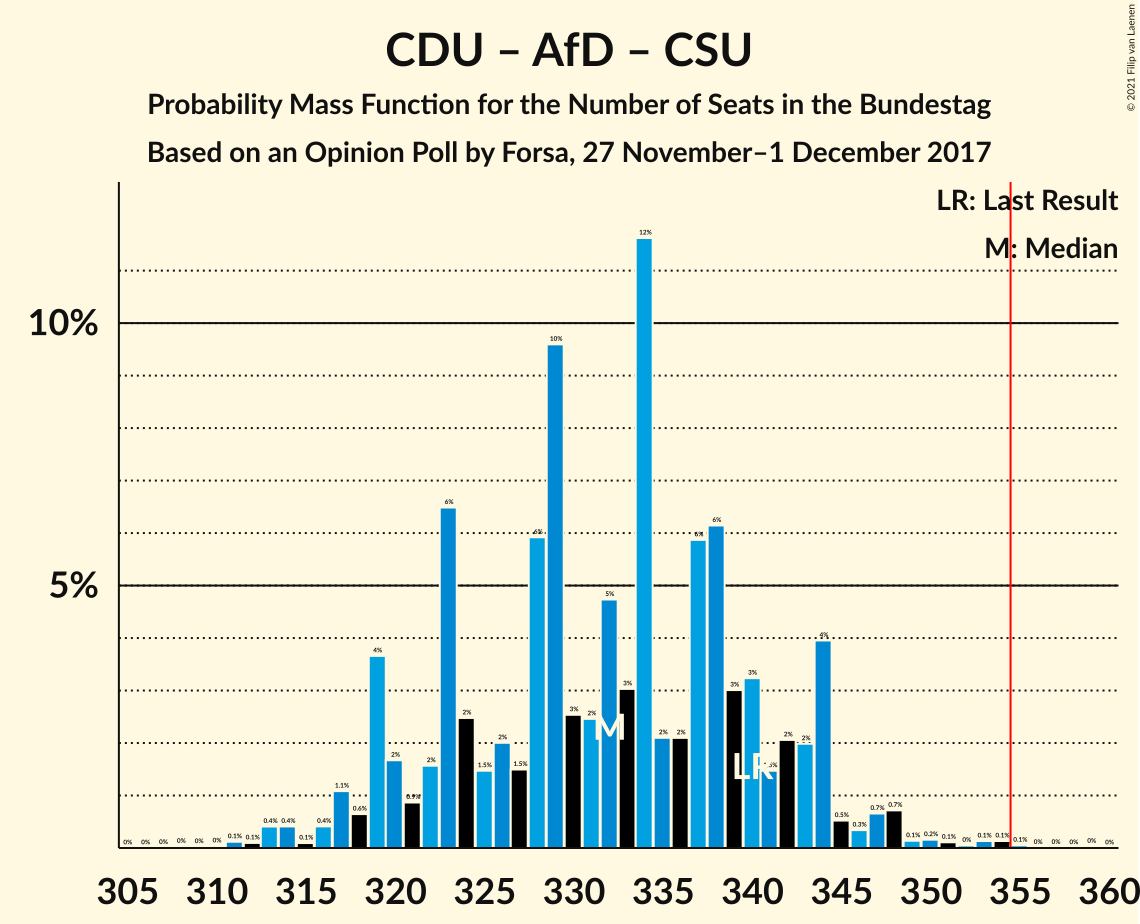 CDU – AfD – CSU
Probability Mass Function for the Number of Seats in the Bundestag
Based on an Opinion Poll by Forsa, 27 November–1 December 2017
© 2021 Filip van Laenen
LR: Last Result
M: Median
10%
5%
0% 0% 0% 0% 0% 0% 0.1% 0.1% 0.4% 0.4% 0.1% 0.4% 1.1% 0.6% 4% 2% 0.9% 2% 6% 2% 1.5% 2% 1.5% 6% 10% 3% 2% 5% 3% 12% 2% 2% 6% 6% 3% 3% 2% 2% 4% 0.5% 0.3% 0.7% 0.7% 0.1% 0.2% 0.1% 0% 0.1% 0.1% 0.1% 0% 0% 0% 0% 0%
M
LR
305 310 315 320 325 330 335 340 345 350 355 360